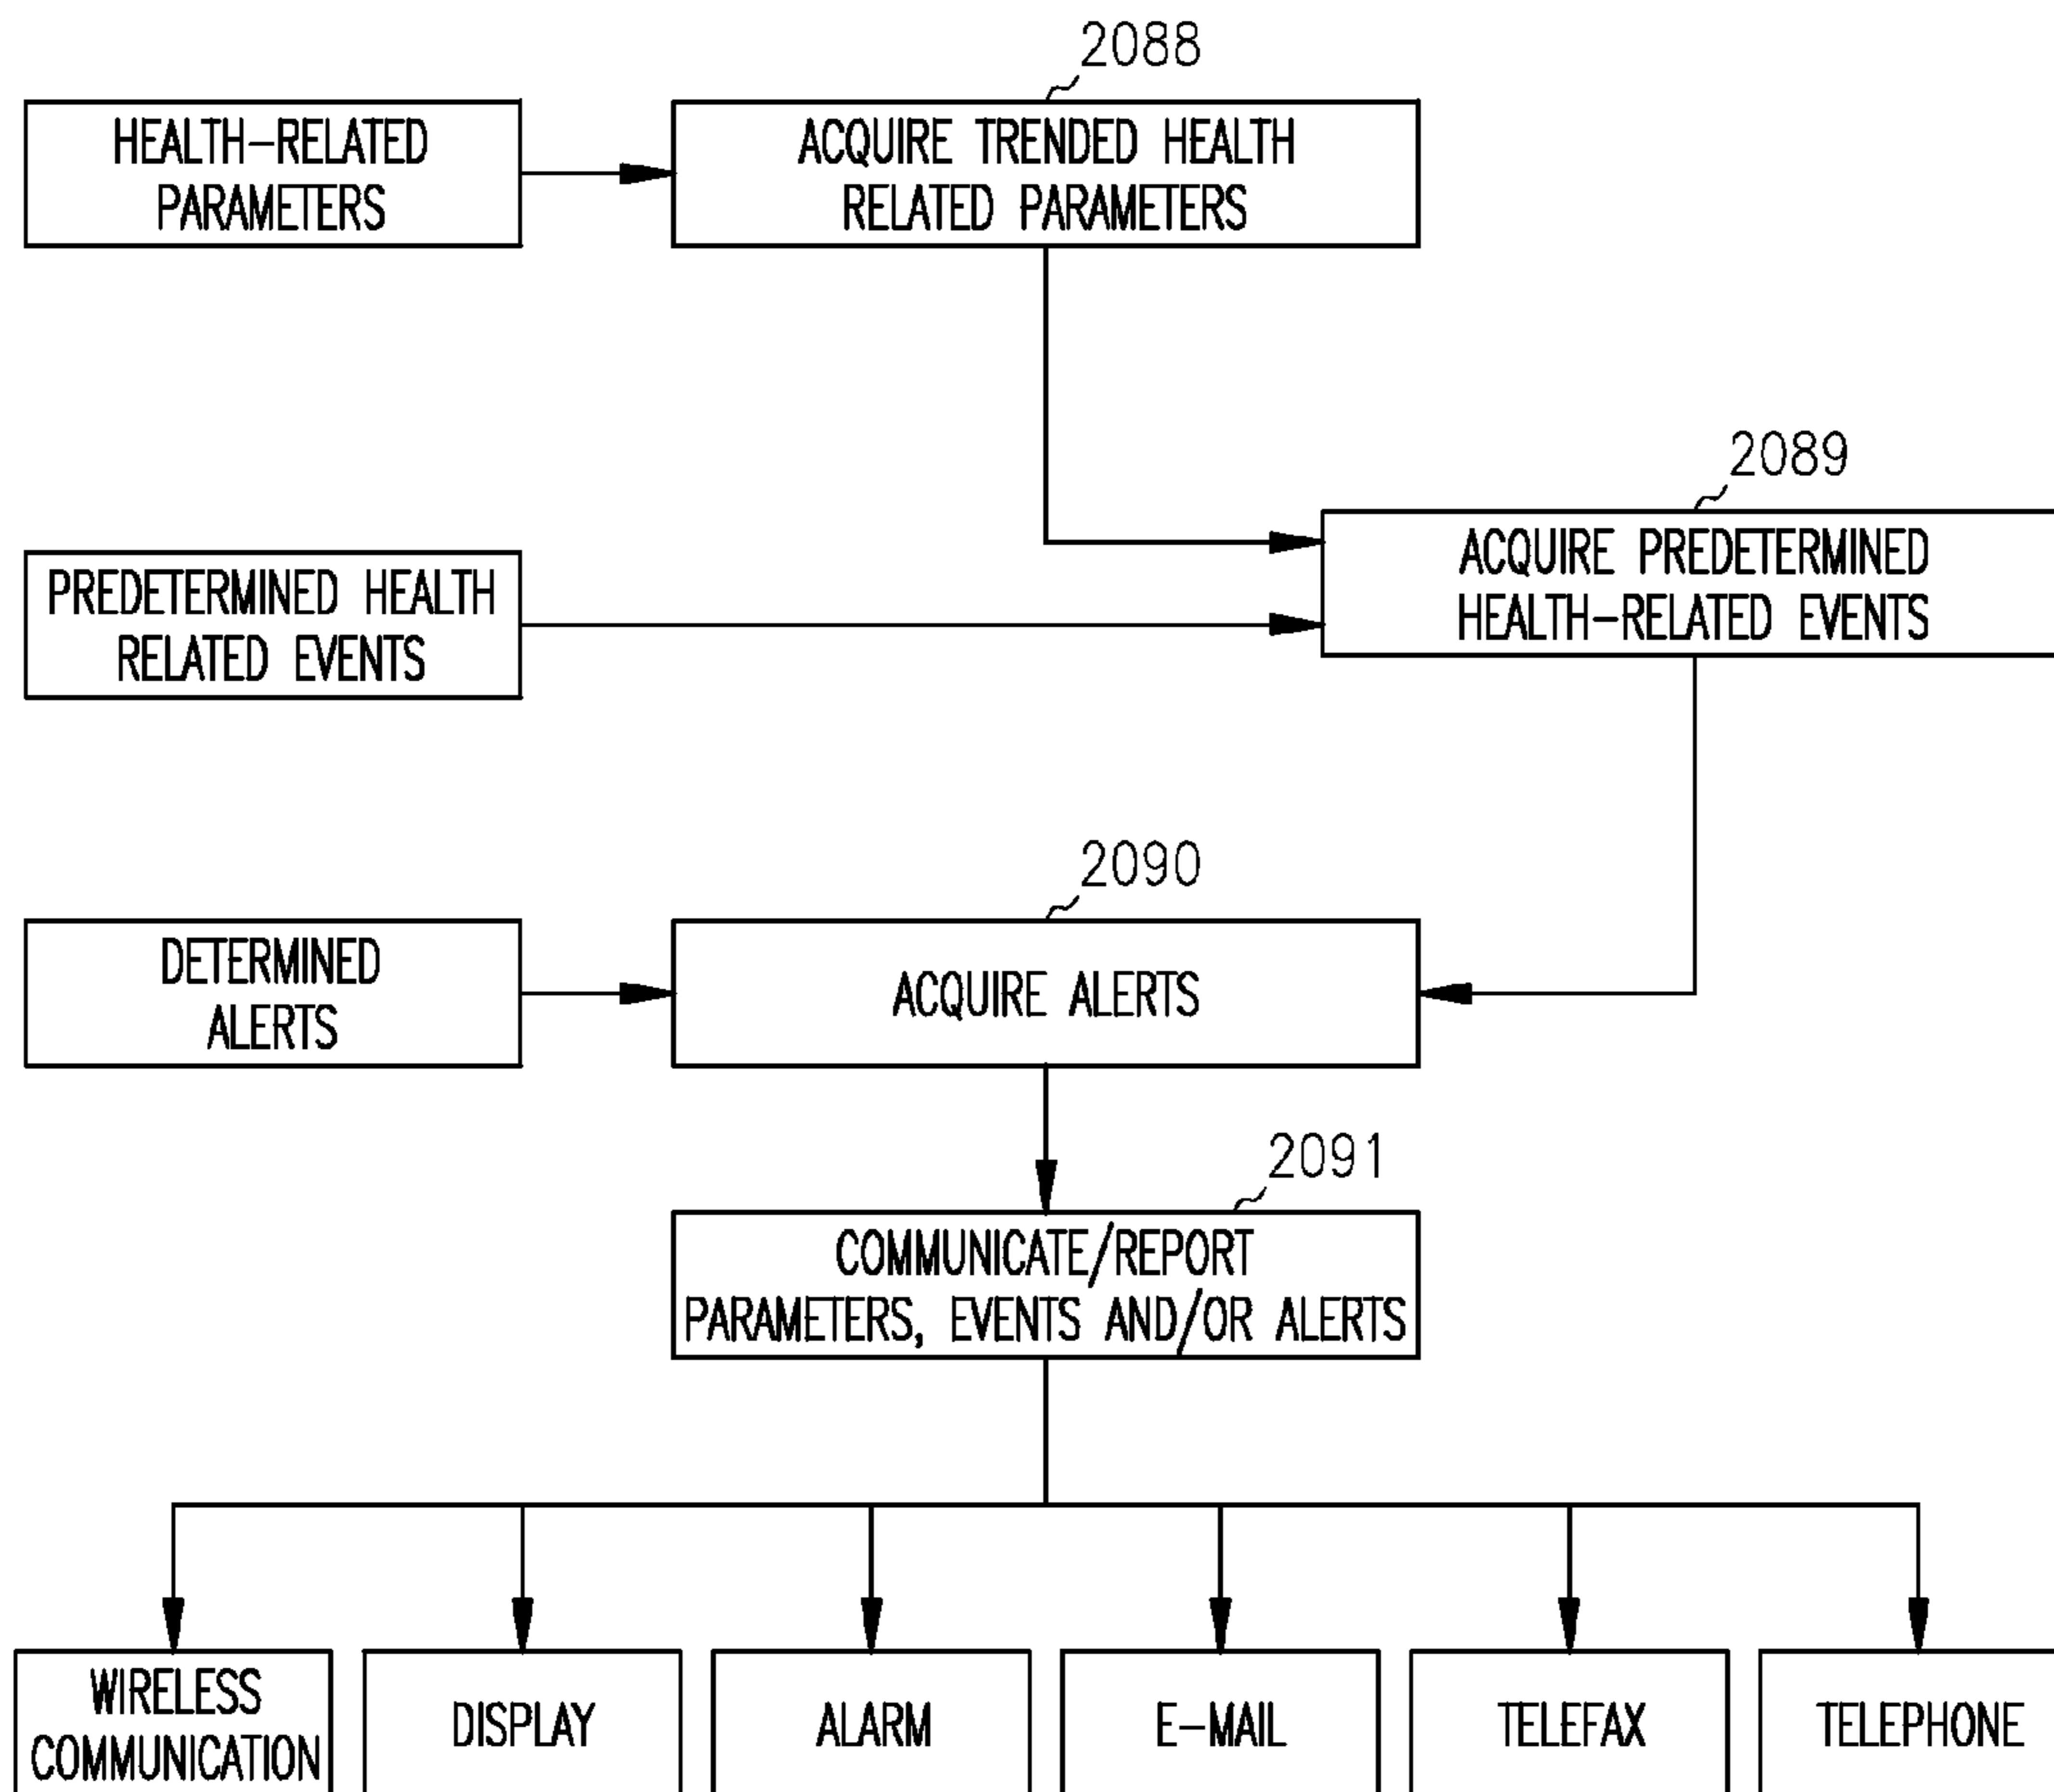 2088
HEALTH-RELATED
PARAMETERS
ACQUIRE TRENDED HEALTH
RELATED PARAMETERS
2089
PREDETERMINED HEALTH
RELATED EVENTS
ACQUIRE PREDETERMINED
HEALTH-RELATED EVENTS
2090
DETERMINED
ALERTS
ACQUIRE ALERTS
2091
COMMUNICATE/REPORT
PARAMETERS, EVENTS AND/OR ALERTS
WIRELESS
COMMUNICATION
DISPLAY
ALARM
E-MAIL
TELEFAX
TELEPHONE